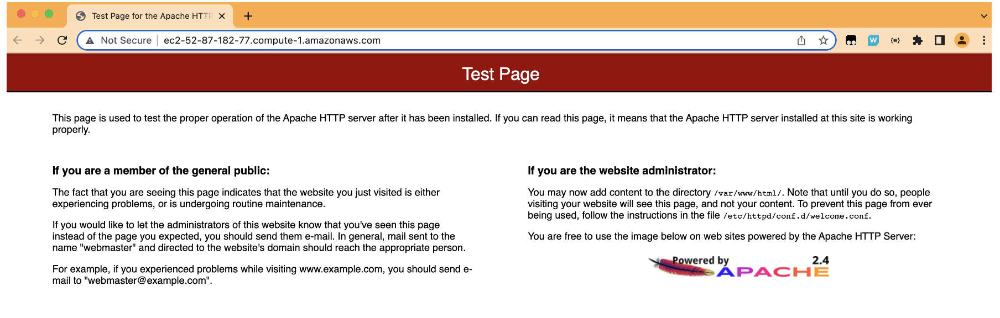 Test Page for the Apache HTTP
Not Secure
ec2-52-87-182-77.compute-1.amazonaws.com
Test Page
This page is used to test the proper operation of the Apache HTTP server after it has been installed. If you can read this page, it means that the Apache HTTP server installed at this site is working
properly.
If you are a member of the general public:
The fact that you are seeing this page indicates that the website you just visited is either
experiencing problems, or is undergoing routine maintenance.
If you would like to let the administrators of this website know that you've seen this page
instead of the page you expected, you should send them e-mail. In general, mail sent to the
name "webmaster" and directed to the website's domain should reach the appropriate person.
For example, if you experienced problems while visiting www.example.com, you should send e-
mail to "webmaster@example.com".
If you are the website administrator:
You may now add content to the directory /var/www/html/. Note that until you do so, people
visiting your website will see this page, and not your content. To prevent this page from ever
being used, follow the instructions in the file /etc/httpd/conf.d/welcome.conf.
You are free to use the image below on web sites powered by the Apache HTTP Server:
Powered by 2.4
APACHE